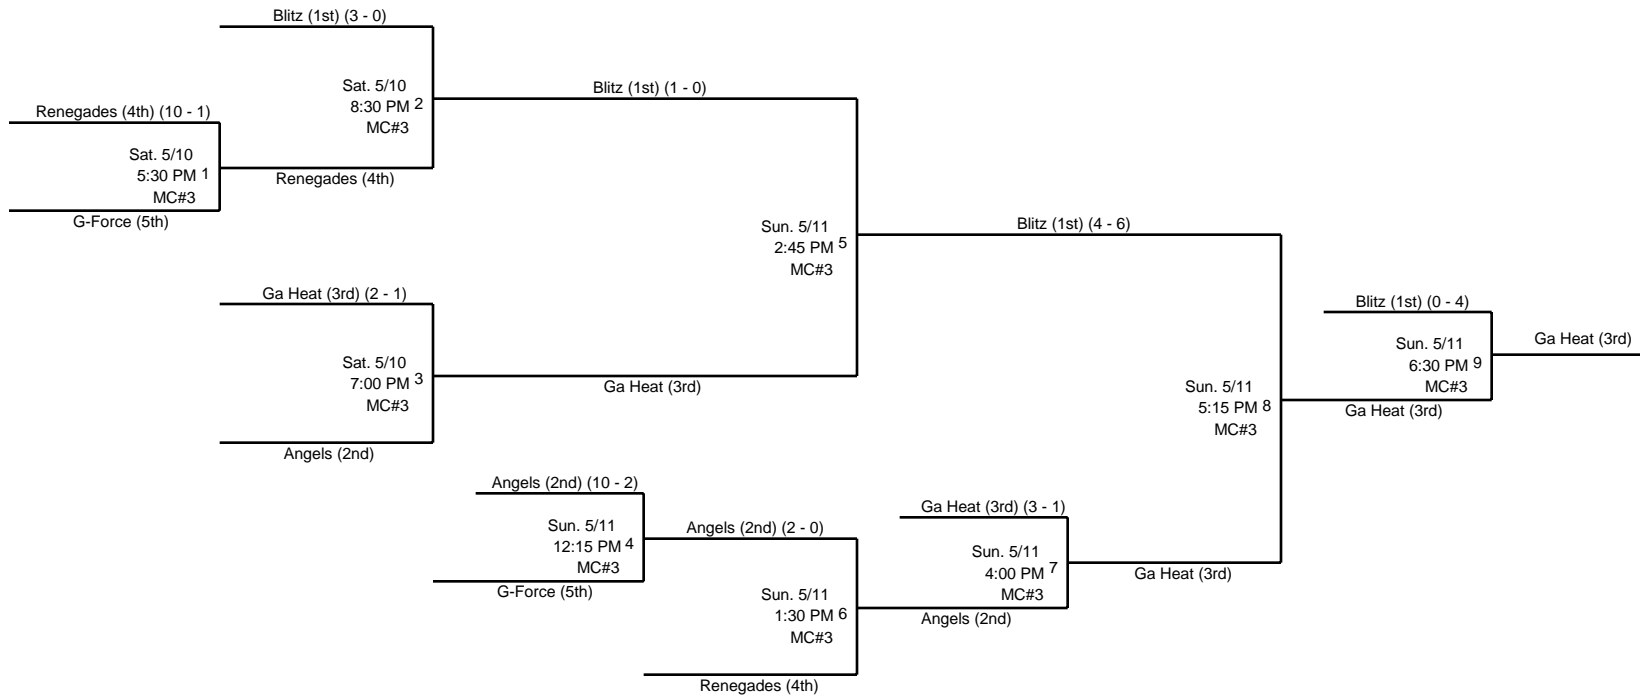 Blitz (1st) (3 - 0)
Sat. 5/10
8:30 PM 2
MC#3
Blitz (1st) (1 - 0)
Renegades (4th) (10 - 1)
Sat. 5/10
5:30 PM 1
MC#3
Renegades (4th)
G-Force (5th)
Sun. 5/11
2:45 PM 5
MC#3
Blitz (1st) (4 - 6)
Ga Heat (3rd) (2 - 1)
Sat. 5/10
7:00 PM 3
MC#3
Ga Heat (3rd)
Angels (2nd)
Blitz (1st) (0 - 4)
Sun. 5/11
6:30 PM 9
MC#3
Ga Heat (3rd)
Sun. 5/11
5:15 PM 8
MC#3
Ga Heat (3rd)
Angels (2nd) (10 - 2)
Sun. 5/11
12:15 PM 4
MC#3
G-Force (5th)
Angels (2nd) (2 - 0)
Sun. 5/11
1:30 PM 6
MC#3
Renegades (4th)
Ga Heat (3rd) (3 - 1)
Sun. 5/11
4:00 PM 7
MC#3
Angels (2nd)
Ga Heat (3rd)